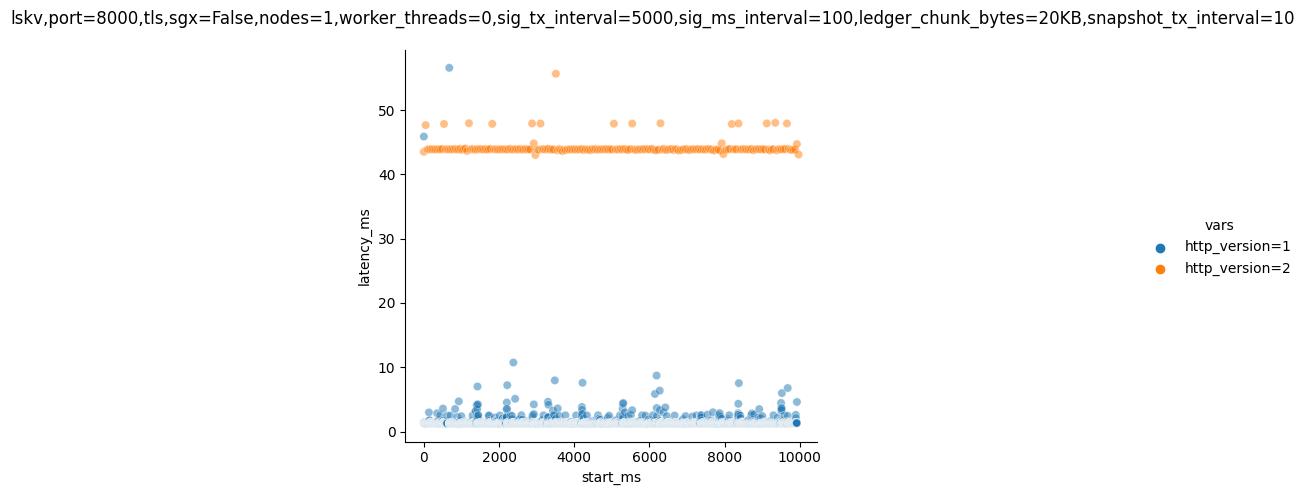 lskv,port=8000,tls,sgx=False,nodes=1,worker_threads=0,sig_tx_interval=5000,sig_ms_interval=100,ledger_chunk_bytes=20KB,snapshot_tx_interval=10
50
40
30
20
10
0
latency_ms
0 2000 4000 6000 8000 10000
start_ms
vars
http_version=1
http_version=2